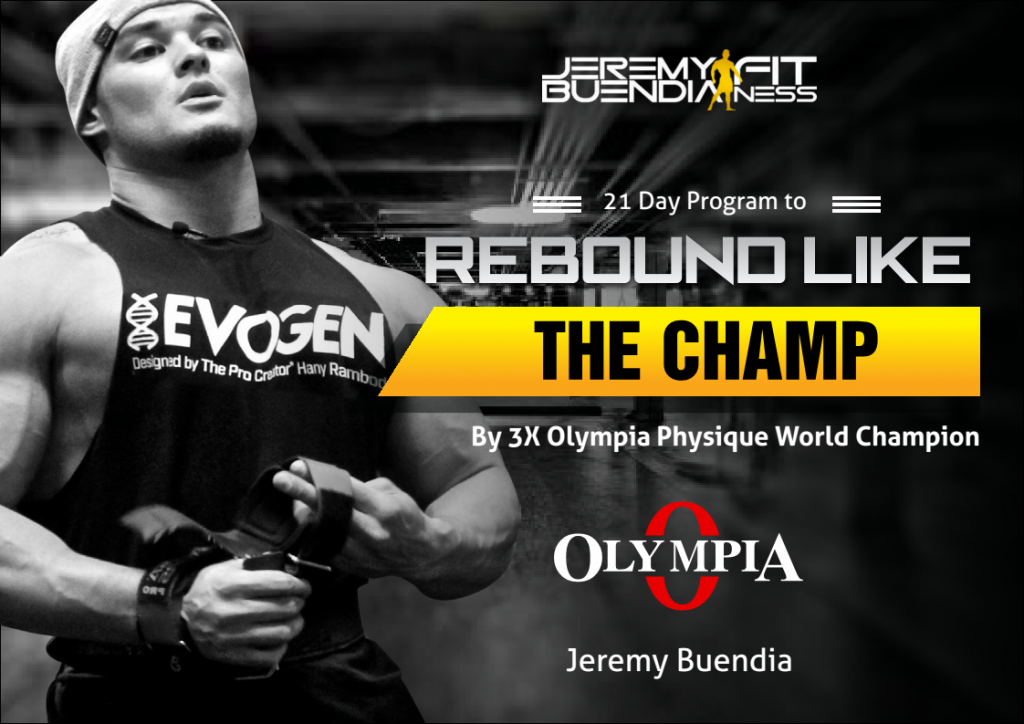 JEREMY FIT
BUENDIA NESS
21 Day Program to
REBOUND LIKE
THE CHAMP
By 3X Olympia Physique World Champion
OLYMPIA
Jeremy Buendia
EVOGEN
Designed by The Pro Creator® Hany Rambod
PRO